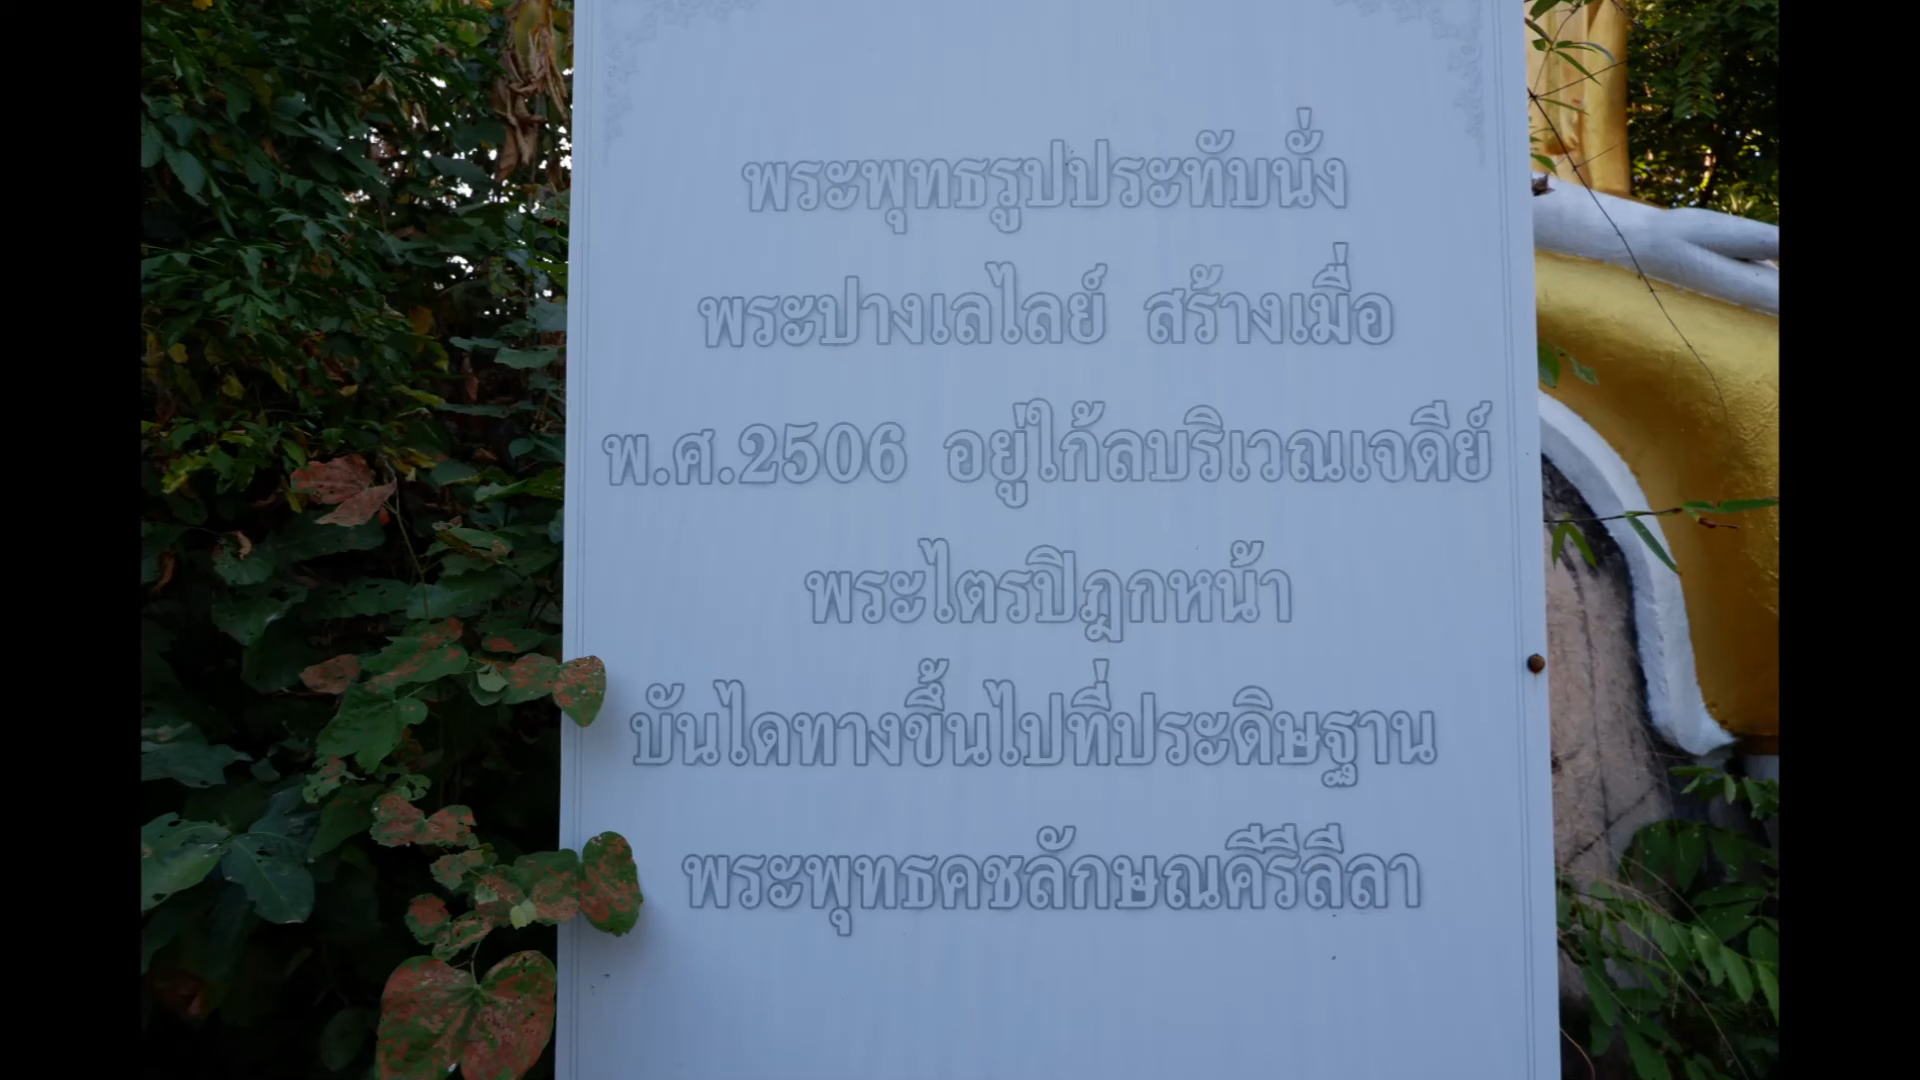 พระพุทธรูปประทับนั่ง
พระปางเลไลย์ สร้างเมื่อ
พ.ศ.2506 อยู่ใก้ลบริเวณเจดีย์
พระไตรปิฎกหน้า
บันไดทางขึ้นไปที่ประดิษฐาน
พระพุทธคชลักษณคีรีลีลา